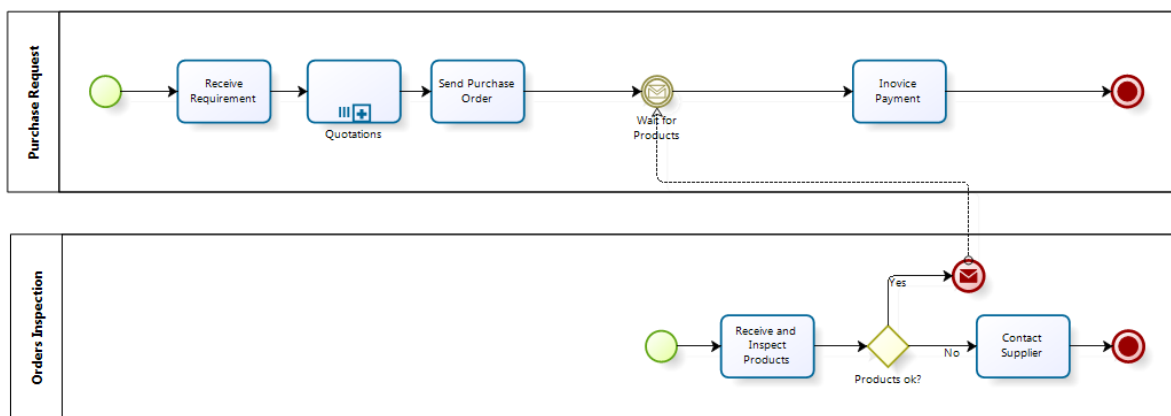 Purchase Request
Receive
Requirement
Quotations
Send Purchase
Order
Wait for
Products
Inovice
Payment
Orders Inspection
Receive and
Inspect
Products
Products ok?
Yes
No
Contact
Supplier